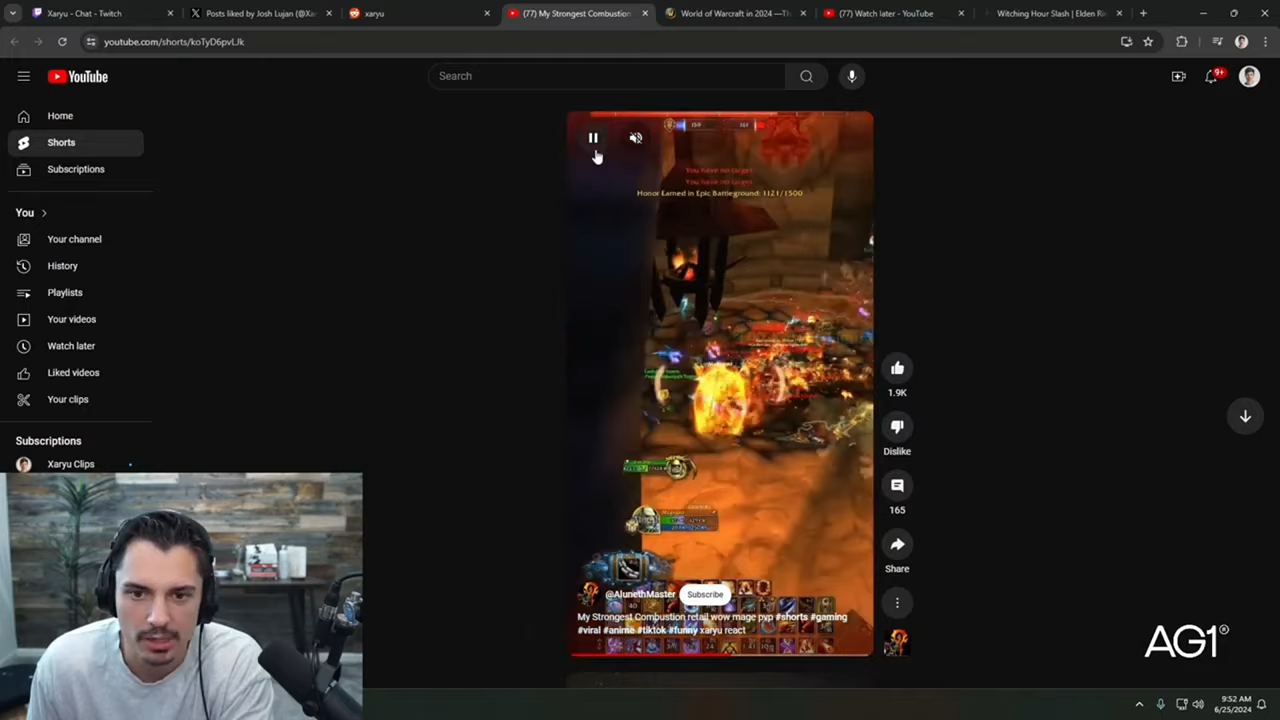 Xaryu - Chat - Twitch
Posts liked by Josh Lujan (@Xar
xaryu
(77) My Strongest Combustion
World of Warcraft in 2024 —Th
(77) Watch later - YouTube
Witching Hour Slash | Elden Ri
youtube.com/shorts/koTyD6pvLJk
YouTube
Search
9+
Home
Shorts
Subscriptions
You
Your channel
History
Playlists
Your videos
Watch later
Liked videos
Your clips
Subscriptions
Xaryu Clips
You have no target
You have no target
Honor Earned in Epic Battleground: 1121/1500
1.9K
Dislike
165
Share
@AlunethMaster
Subscribe
My Strongest Combustion retail wow mage pvp #shorts #gaming
#viral #anime #tiktok #funny xaryu react
AG1®
9:52 AM
6/25/2024